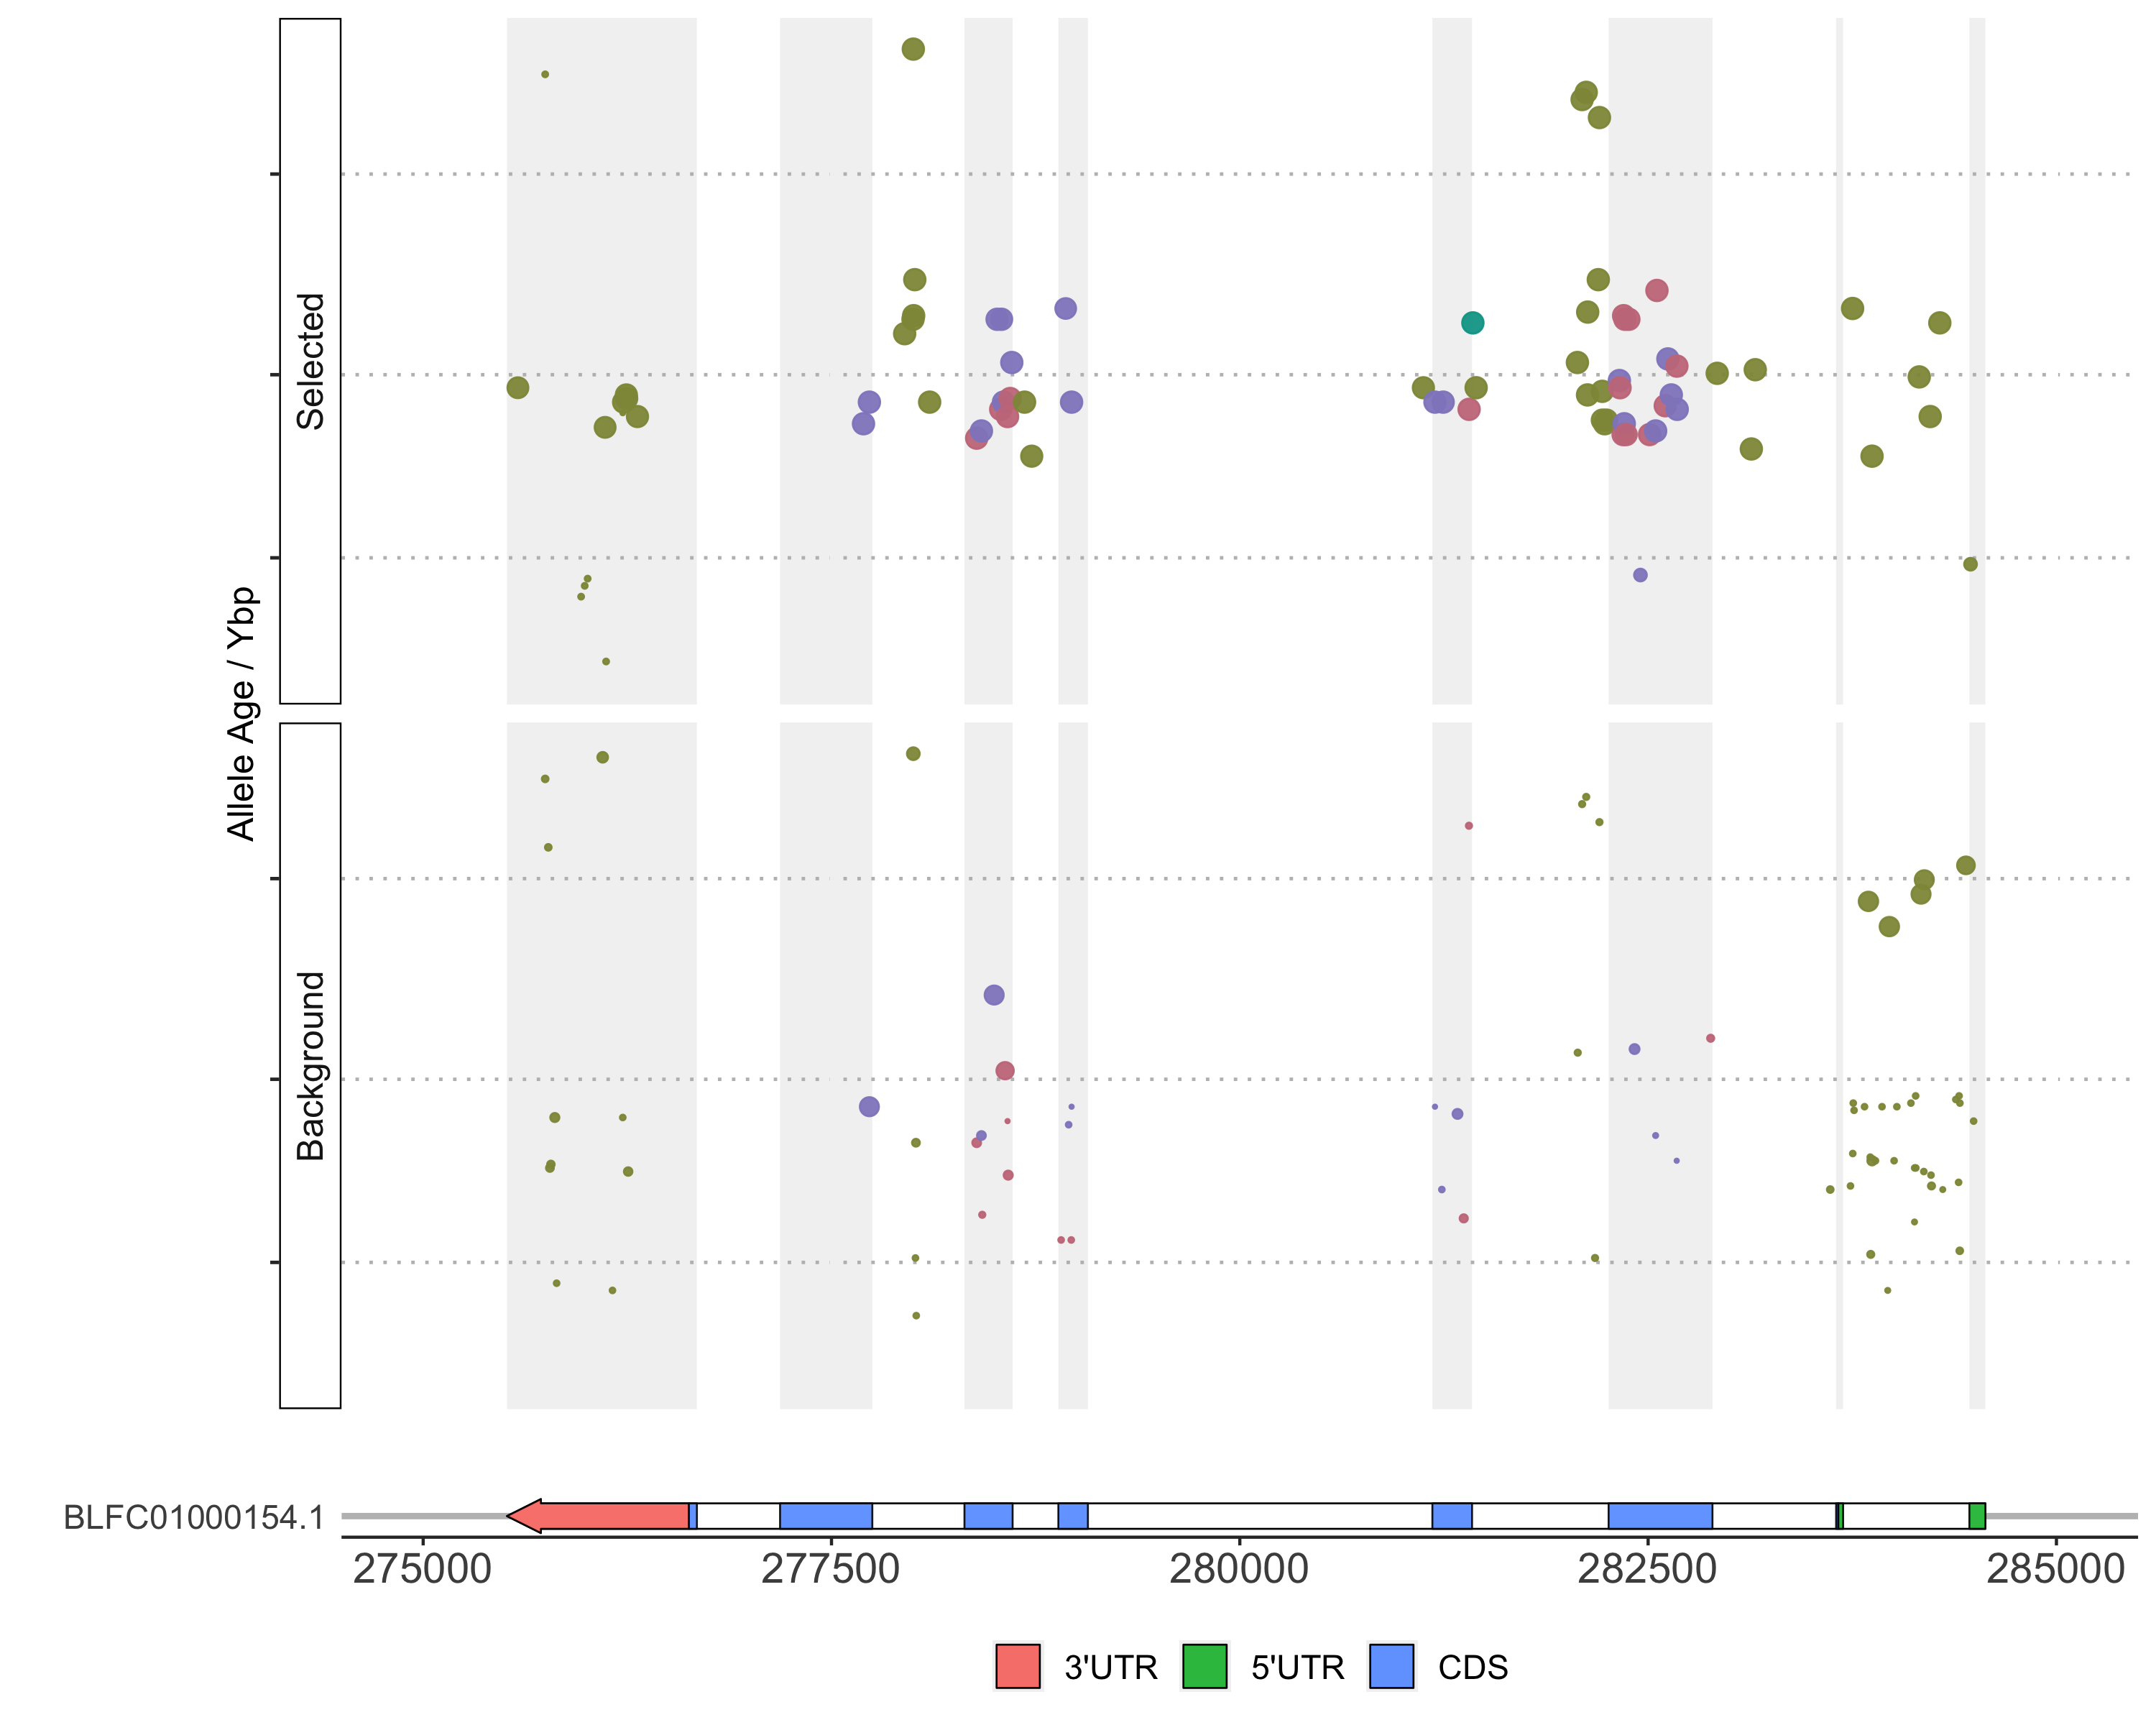 Allele Age / Ybp
Selected
Background
BLFC01000154.1
275000 277500 280000 282500 285000
3'UTR 5'UTR CDS